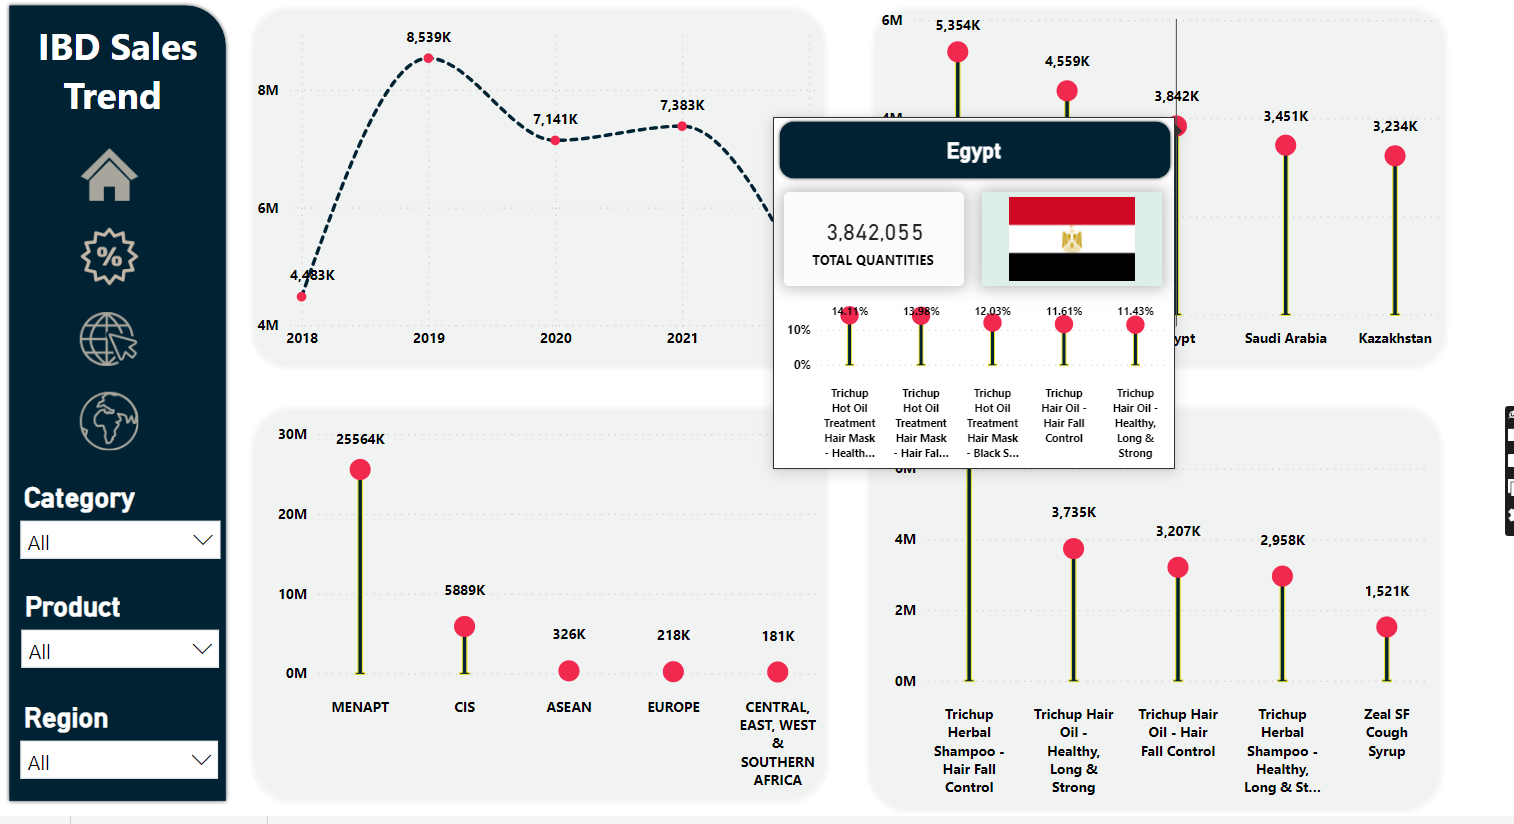 IBD Sales
Trend
%
Category
All
Product
All
Region
All
8M
6M
4M
4,483K
8,539K
7,141K
7,383K
2018
2019
2020
2021
6M
4M
5,354K
4,559K
3,842K
3,451K
3,234K
ypt
Saudi Arabia
Kazakhstan
Egypt
3,842,055
TOTAL QUANTITIES
10%
0%
14.11%
13.98%
12.03%
11.61%
11.43%
Trichup
Hot Oil
Treatment
Hair Mask
- Health...
Trichup
Hot Oil
Treatment
Hair Mask
- Hair Fal...
Trichup
Hot Oil
Treatment
Hair Mask
- Black S...
Trichup
Hair Oil -
Hair Fall
Control
Trichup
Hair Oil -
Healthy,
Long &
Strong
30M
20M
10M
0M
25564K
5889K
326K
218K
181K
MENAPT
CIS
ASEAN
EUROPE
CENTRAL,
EAST, WEST
&
SOUTHERN
AFRICA
6M
4M
2M
0M
3,735K
3,207K
2,958K
1,521K
Trichup
Herbal
Shampoo -
Hair Fall
Control
Trichup Hair
Oil -
Healthy,
Long &
Strong
Trichup Hair
Oil - Hair
Fall Control
Trichup
Herbal
Shampoo -
Healthy,
Long & St...
Zeal SF
Cough
Syrup